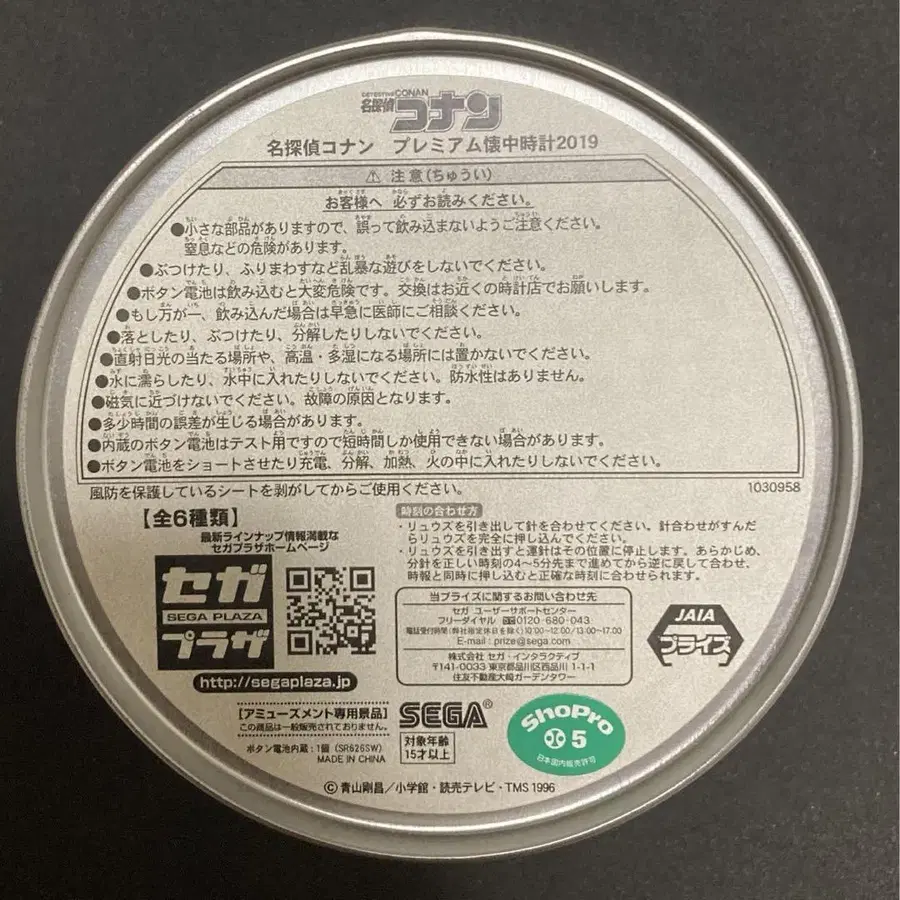 DETECTIVE CONAN
名探偵コナン
名探偵コナン プレミアム懐中時計2019
⚠ 注意(ちゅうい)
お客様へ 必ずお読みください。
●小さな部品がありますので、誤って飲み込まないようご注意ください。
窒息などの危険があります。
●ぶつけたり、ふりまわすなど乱暴な遊びをしないでください。
●ボタン電池は飲み込むと大変危険です。交換はお近くの時計店でお願いします。
●もし万が一、飲み込んだ場合は早急に医師にご相談ください。
●落としたり、ぶつけたり、分解したりしないでください。
●直射日光の当たる場所や、高温・多湿になる場所には置かないでください。
●水に濡らしたり、水中に入れたりしないでください。防水性はありません。
●磁気に近づけないでください。故障の原因となります。
●多少時間の誤差が生じる場合があります。
●内蔵のボタン電池はテスト用ですので短時間しか使用できない場合があります。
●ボタン電池をショートさせたり充電、分解、加熱、火の中に入れたりしないでください。
風防を保護しているシートを剥がしてからご使用ください。
1030958
【全6種類】
最新ラインナップ情報満載な
セガプラザホームページ
セガ
SEGA PLAZA
プラザ
http://segaplaza.jp
時刻の合わせ方
・リュウズを引き出して針を合わせてください。針合わせがすんだ
らリュウズを完全に押し込んでください。
・リュウズを引き出すと運針はその位置に停止します。あらかじめ、
分針を正しい時刻の4〜5分先まで進めてから逆に戻して合わせ、
時報と同時に押し込むと正確な時刻に合わせられます。
当プライズに関するお問い合わせ先
セガ ユーザーサポートセンター
フリーダイヤル 0120-680-043
電話受付時間(弊社指定休日を除く)10:00〜12:00/13:00〜17:00
E-mail : prize@sega.com
株式会社 セガ・インタラクティブ
〒141-0033 東京都品川区西品川 1-1-1
住友不動産大崎ガーデンタワー
JAIA
プライズ
【アミューズメント専用景品】
この商品は一般販売されておりません。
ボタン電池内蔵:1個(SR626SW)
MADE IN CHINA
SEGA®
対象年齢
15才以上
ShoPro
5
日本国内販売許可
© 青山剛昌/小学館・読売テレビ・TMS 1996